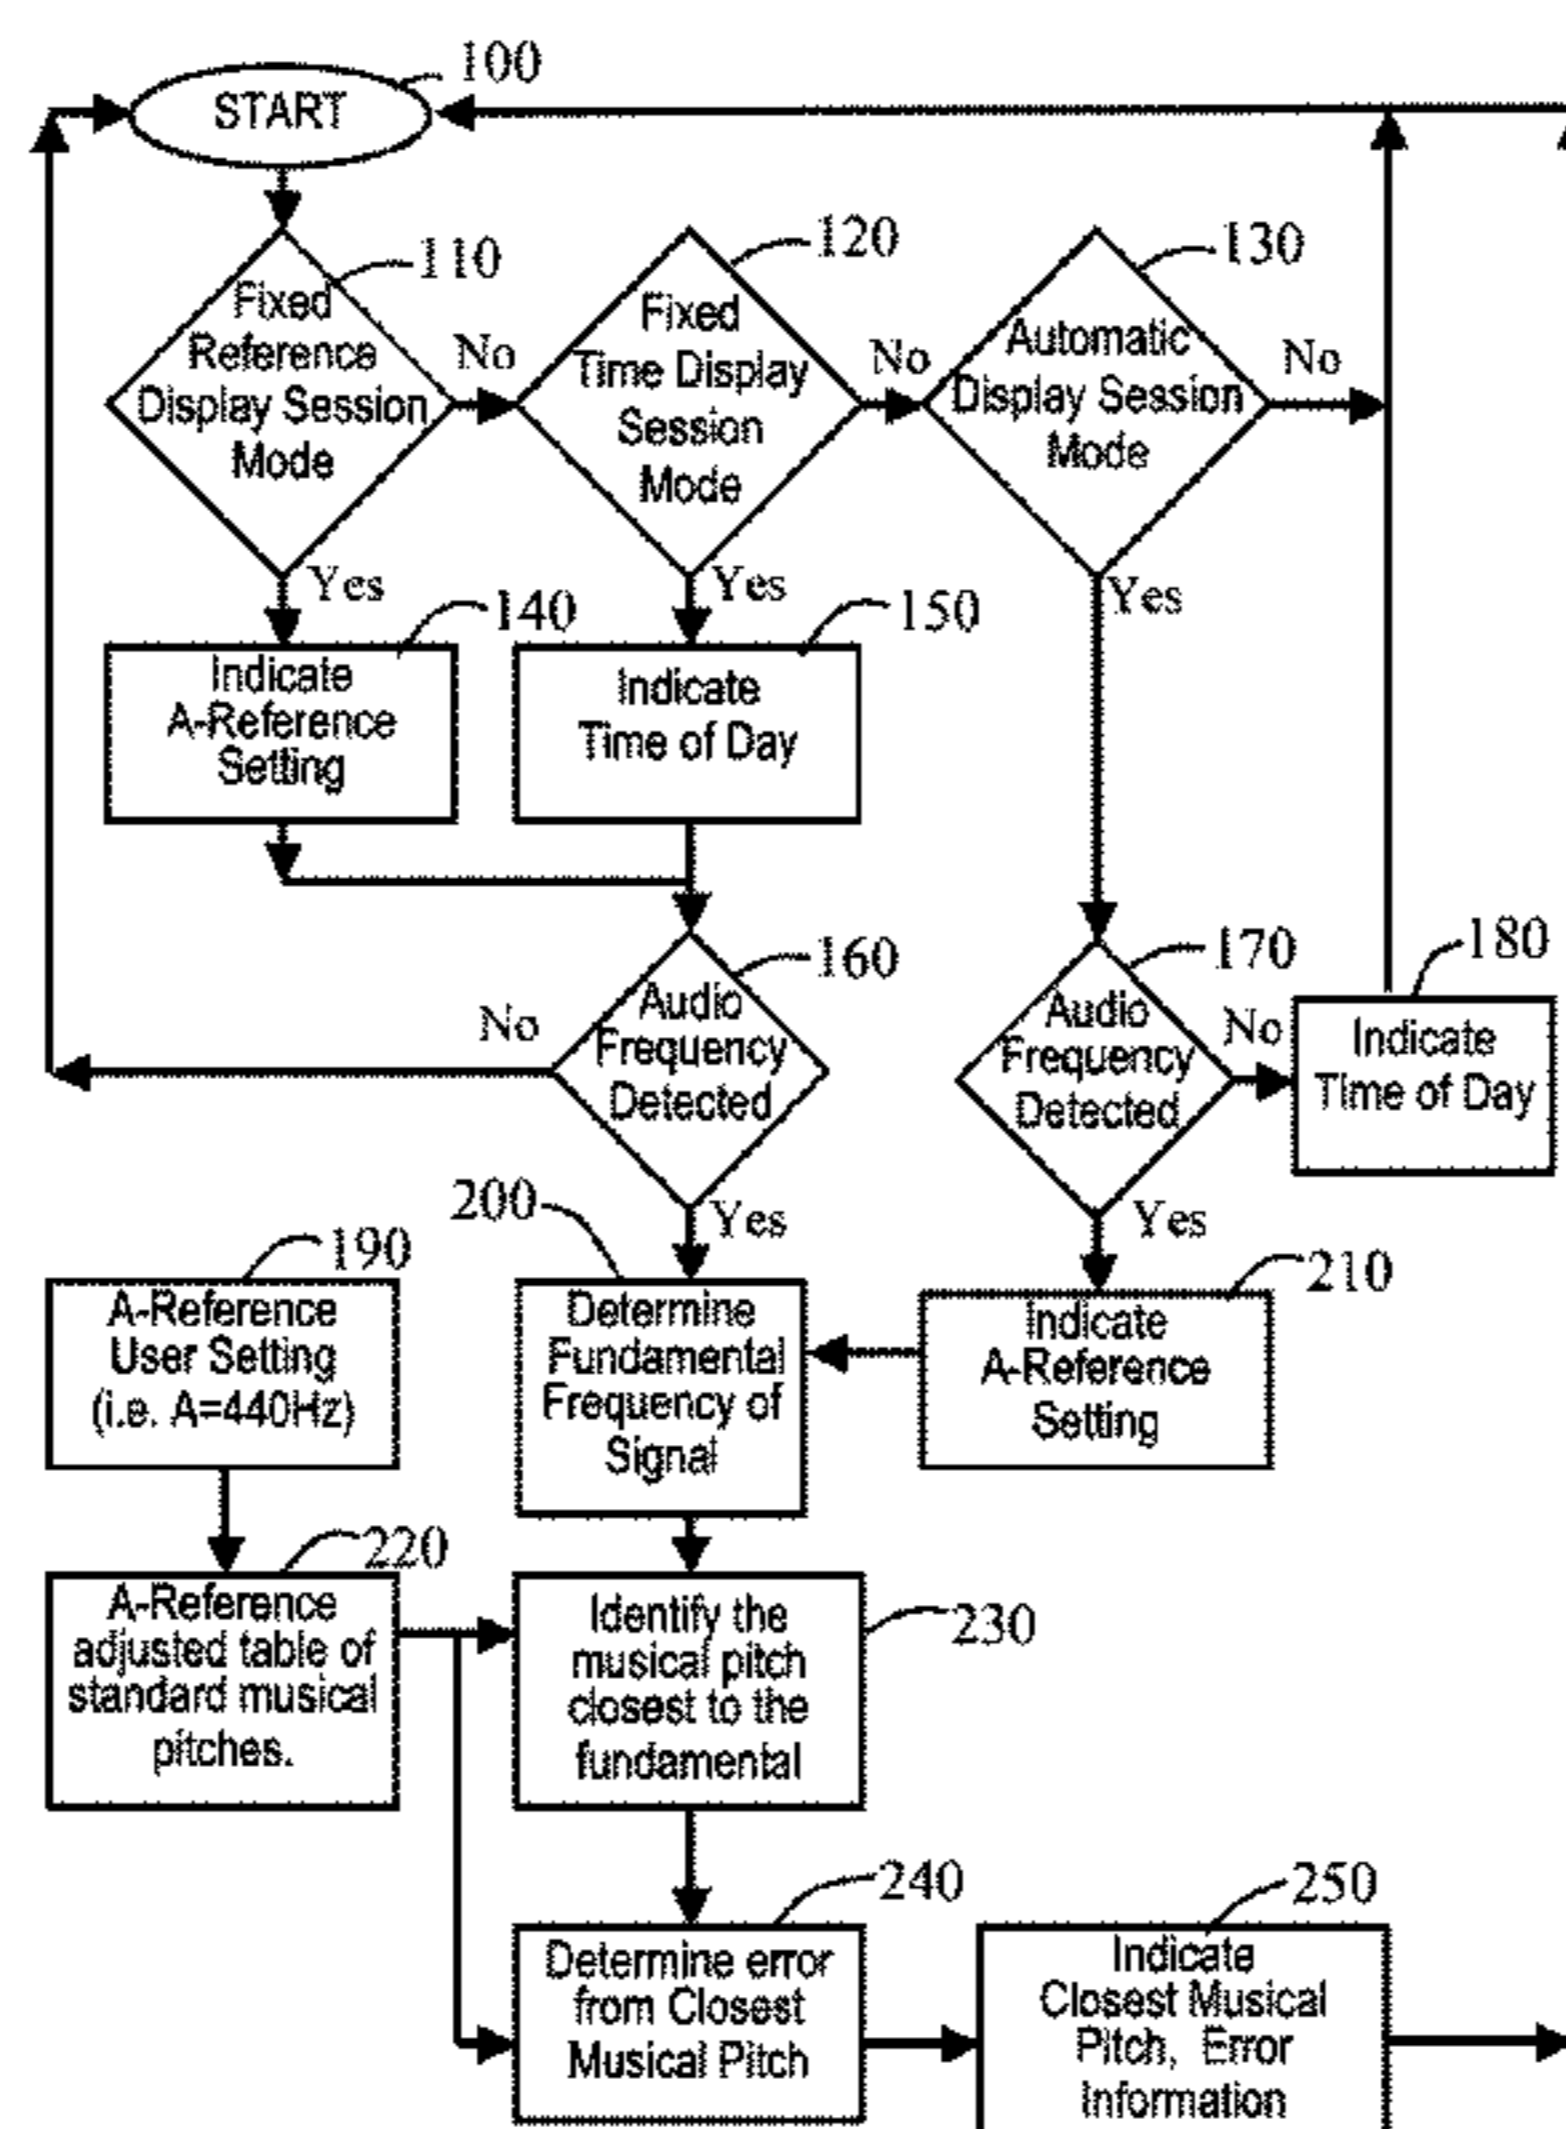 100
START
110
Fixed
Reference
Display Session
Mode
No
120
Fixed
Time Display
Session
Mode
No
130
Automatic
Display Session
Mode
No
Yes
140
Indicate
A-Reference
Setting
Yes
150
Indicate
Time of Day
Yes
160
Audio
Frequency
Detected
No
170
Audio
Frequency
Detected
No
180
Indicate
Time of Day
Yes
Yes
190
A-Reference
User Setting
(i.e. A=440Hz)
200
Determine
Fundamental
Frequency of
Signal
210
Indicate
A-Reference
Setting
220
A-Reference
adjusted table of
standard musical
pitches.
230
Identify the
musical pitch
closest to the
fundamental
240
Determine error
from Closest
Musical Pitch
250
Indicate
Closest Musical
Pitch, Error
Information